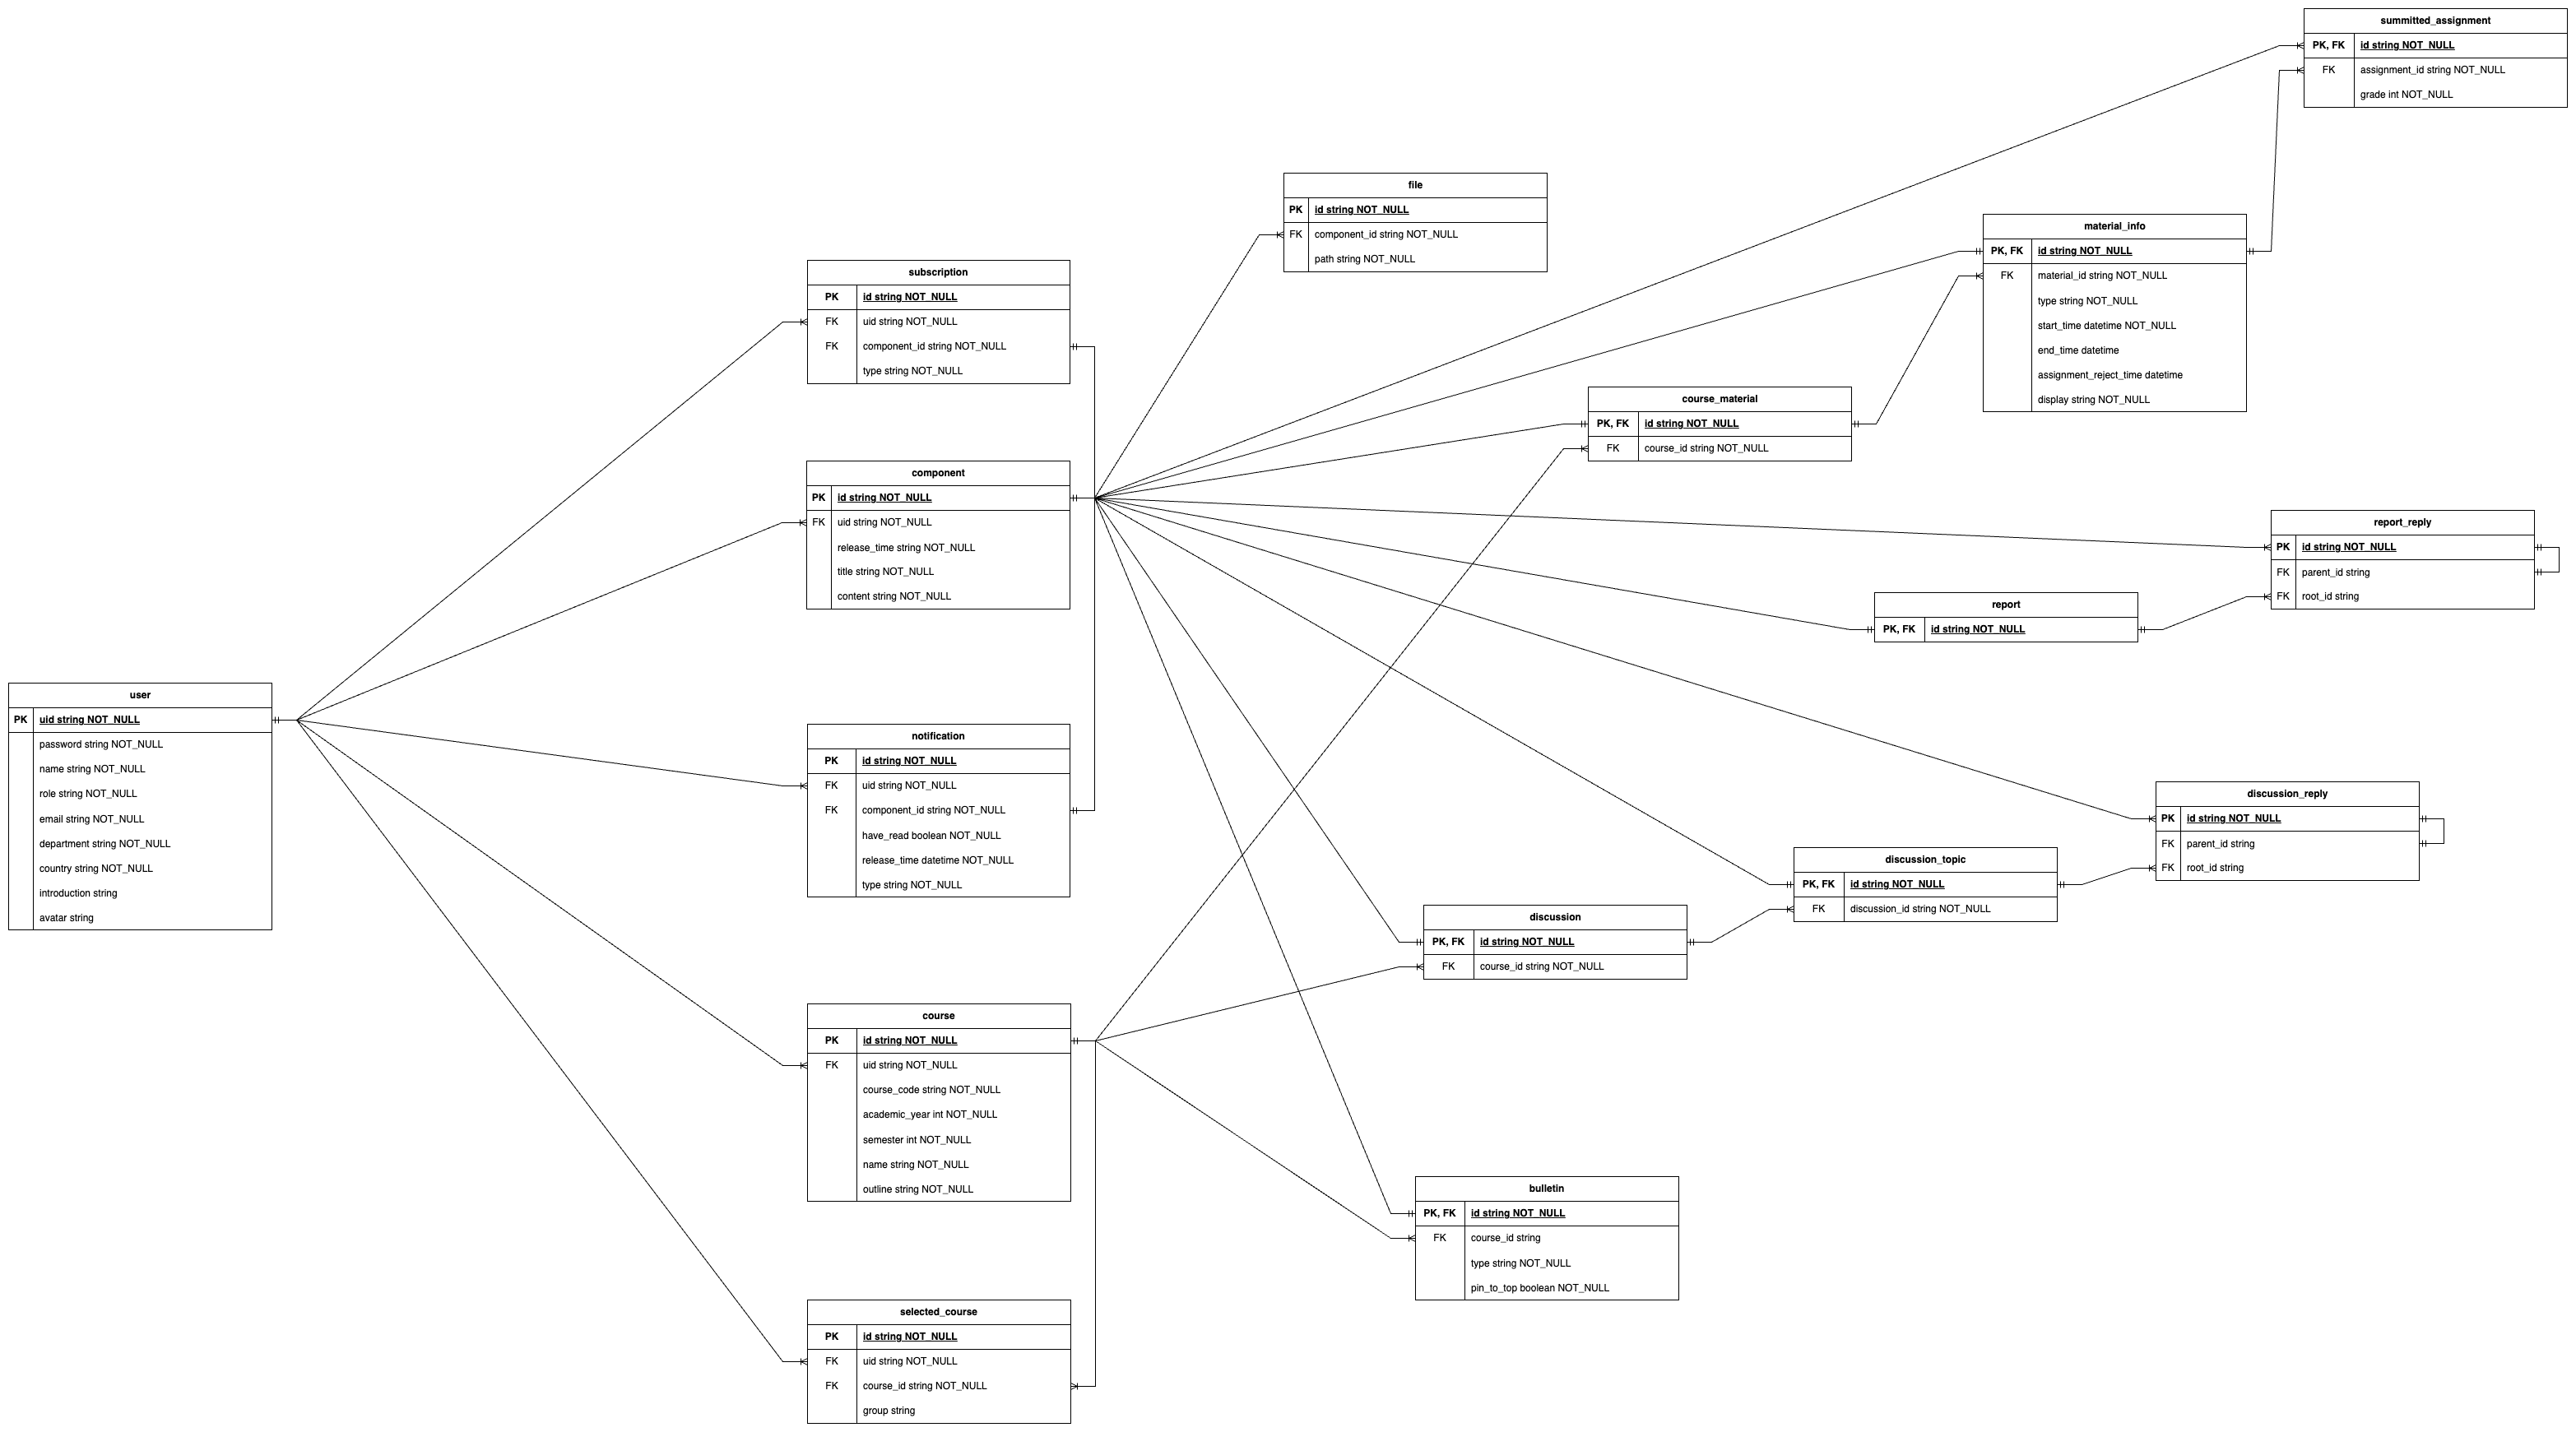 summitted_assignment
PK, FK id string NOT_NULL
FK assignment_id string NOT_NULL
grade int NOT_NULL
file
PK id string NOT_NULL
FK component_id string NOT_NULL
path string NOT_NULL
material_info
PK, FK id string NOT_NULL
FK material_id string NOT_NULL
type string NOT_NULL
start_time datetime NOT_NULL
end_time datetime
assignment_reject_time datetime
display string NOT_NULL
subscription
PK id string NOT_NULL
FK uid string NOT_NULL
FK component_id string NOT_NULL
type string NOT_NULL
course_material
PK, FK id string NOT_NULL
FK course_id string NOT_NULL
component
PK id string NOT_NULL
FK uid string NOT_NULL
release_time string NOT_NULL
title string NOT_NULL
content string NOT_NULL
report_reply
PK id string NOT_NULL
FK parent_id string
FK root_id string
report
PK, FK id string NOT_NULL
user
PK uid string NOT_NULL
password string NOT_NULL
name string NOT_NULL
role string NOT_NULL
email string NOT_NULL
department string NOT_NULL
country string NOT_NULL
introduction string
avatar string
notification
PK id string NOT_NULL
FK uid string NOT_NULL
FK component_id string NOT_NULL
have_read boolean NOT_NULL
release_time datetime NOT_NULL
type string NOT_NULL
discussion_reply
PK id string NOT_NULL
FK parent_id string
FK root_id string
discussion_topic
PK, FK id string NOT_NULL
FK discussion_id string NOT_NULL
discussion
PK, FK id string NOT_NULL
FK course_id string NOT_NULL
course
PK id string NOT_NULL
FK uid string NOT_NULL
course_code string NOT_NULL
academic_year int NOT_NULL
semester int NOT_NULL
name string NOT_NULL
outline string NOT_NULL
bulletin
PK, FK id string NOT_NULL
FK course_id string
type string NOT_NULL
pin_to_top boolean NOT_NULL
selected_course
PK id string NOT_NULL
FK uid string NOT_NULL
FK course_id string NOT_NULL
group string